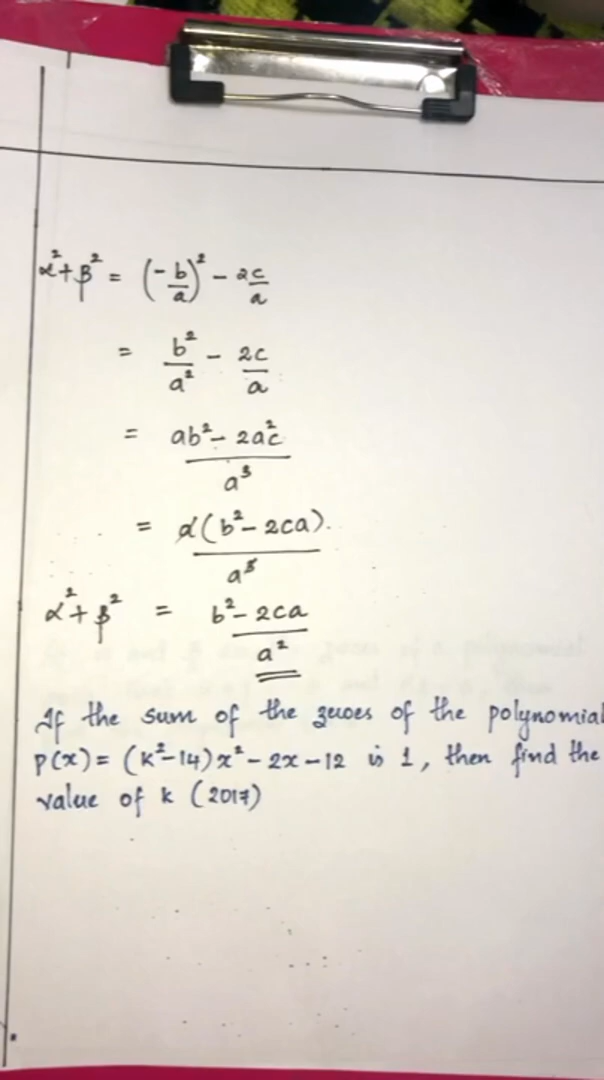 α² + β² = (-b/a)² - 2c/a
= b²/a² - 2c/a
= ab² - 2a²c / a³
= a(b² - 2ca). / a³
α² + β² = b² - 2ca / a²
If the sum of the zeroes of the polynomial
P(x) = (k²-14)x² - 2x - 12 is 1, then find the
value of k (2017)